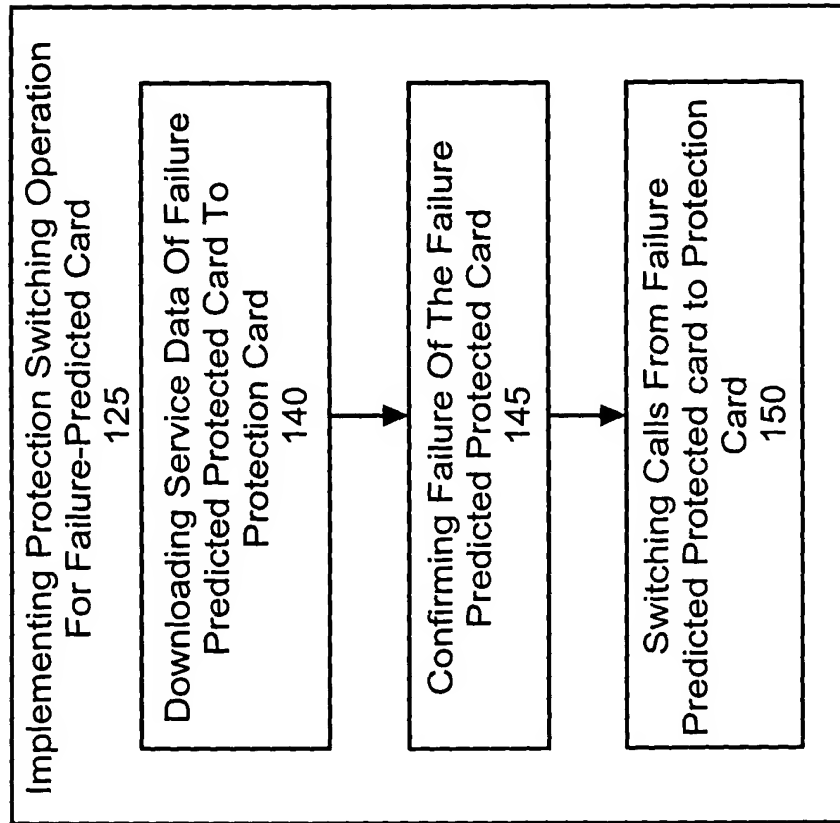 Implementing Protection Switching Operation
For Failure-Predicted Card
125
Downloading Service Data Of Failure
Predicted Protected Card To
Protection Card
140
Confirming Failure Of The Failure
Predicted Protected Card
145
Switching Calls From Failure
Predicted Protected card to Protection
Card
150